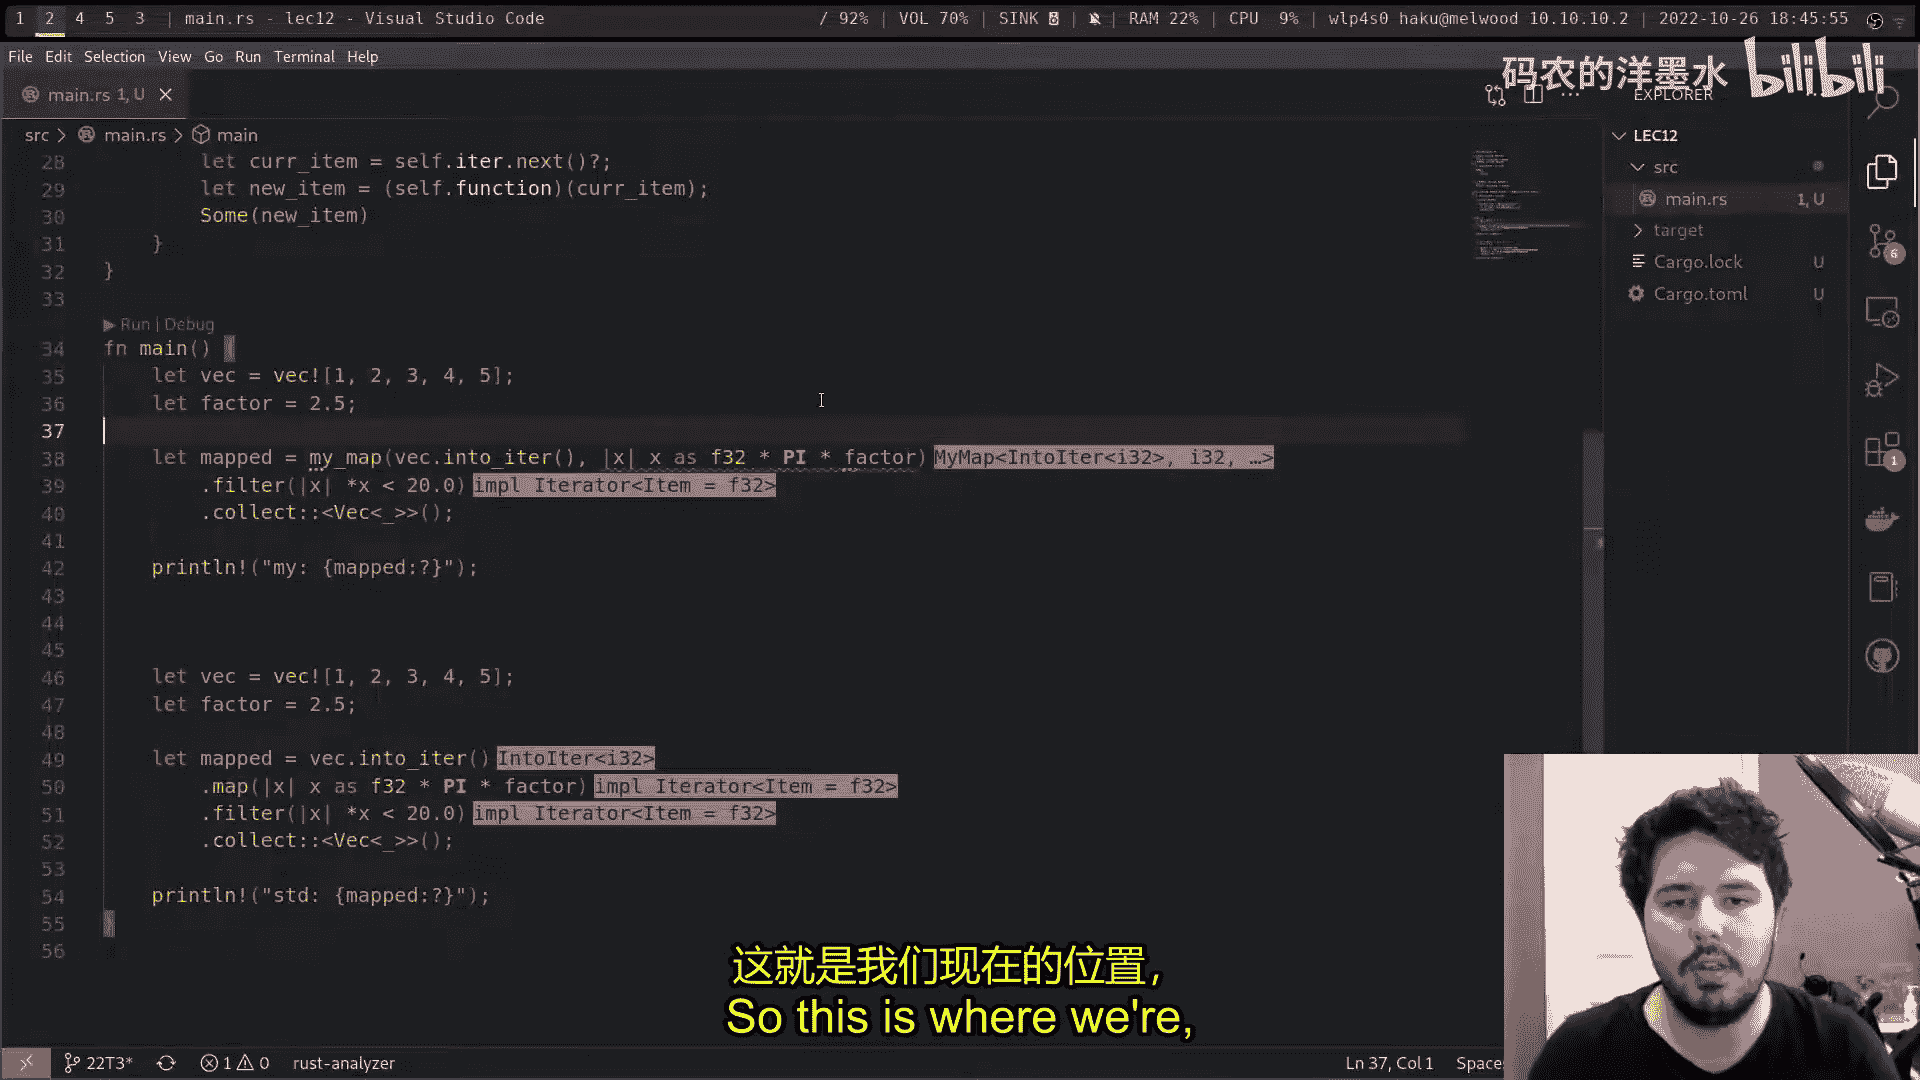 1 2 4 5 3 | main.rs - lec12 - Visual Studio Code
/ 92% | VOL 70% | SINK | | RAM 22% | CPU 9% | wlp4s0 haku@melwood 10.10.10.2 | 2022-10-26 18:45:55
File Edit Selection View Go Run Terminal Help
码农的洋墨水 bilibili
main.rs 1, U
EXPLORER
src > main.rs > main
LEC12
src
main.rs 1, U
target
Cargo.lock U
Cargo.toml U
6
1
28 let curr_item = self.iter.next()?;
29 let new_item = (self.function)(curr_item);
30 Some(new_item)
31 }
32 }
33
Run | Debug
34 fn main() {
35 let vec = vec![1, 2, 3, 4, 5];
36 let factor = 2.5;
37
38 let mapped = my_map(vec.into_iter(), |x| x as f32 * PI * factor) MyMap<IntoIter<i32>, i32, …>
39 .filter(|x| *x < 20.0) impl Iterator<Item = f32>
40 .collect::<Vec<_>>();
41
42 println!("my: {mapped:?}");
43
44
45
46 let vec = vec![1, 2, 3, 4, 5];
47 let factor = 2.5;
48
49 let mapped = vec.into_iter() IntoIter<i32>
50 .map(|x| x as f32 * PI * factor) impl Iterator<Item = f32>
51 .filter(|x| *x < 20.0) impl Iterator<Item = f32>
52 .collect::<Vec<_>>();
53
54 println!("std: {mapped:?}");
55 }
56
这就是我们现在的位置，
So this is where we're,
22T3* 1 0 rust-analyzer
Ln 37, Col 1